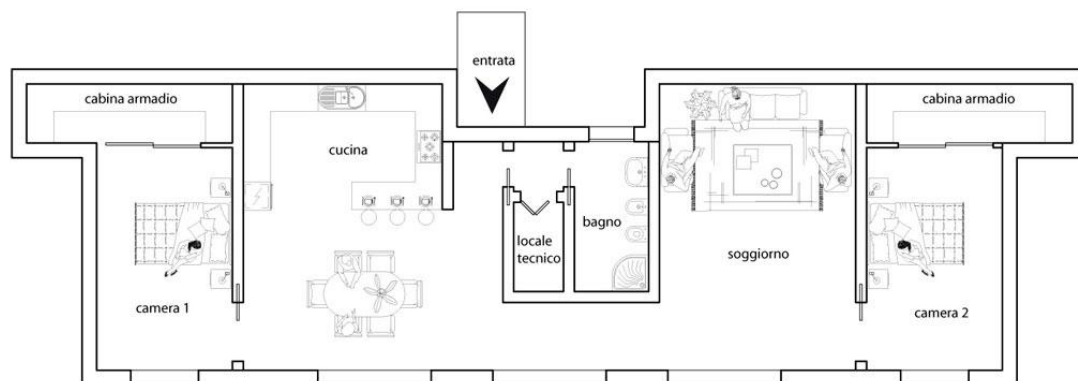 entrata
cabina armadio
cabina armadio
cucina
bagno
locale
tecnico
soggiorno
camera 1
camera 2